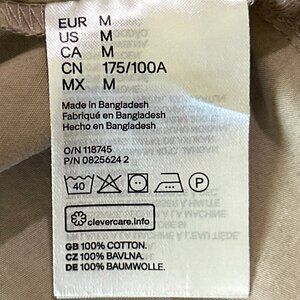 EUR M
US M
CA M
CN 175/100A
MX M
Made in Bangladesh
Fabriqué en Bangladesh
Hecho en Bangladesh
O/N 118745
P/N 0825624 2
40 P
clevercare.info
GB 100% COTTON.
CZ 100% BAVLNA.
DE 100% BAUMWOLLE.